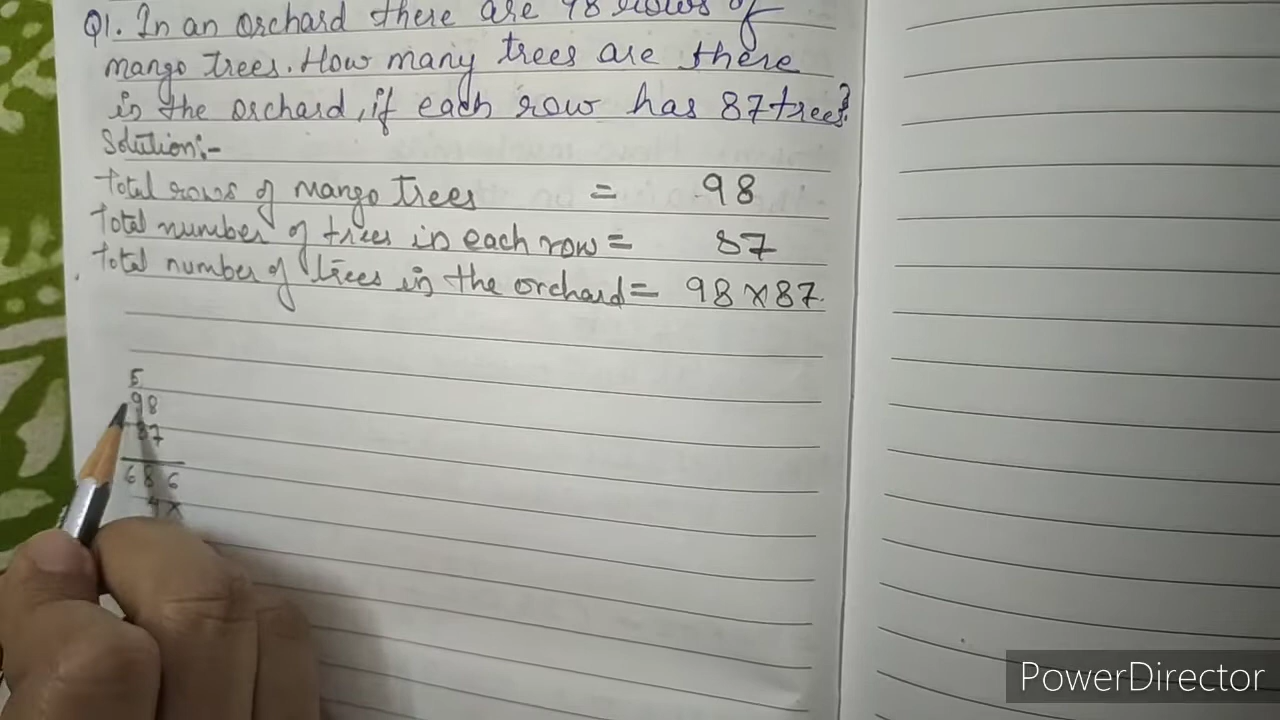 Q1. In an orchard there are 98 rows of
mango trees. How many trees are there
in the orchard, if each row has 87 trees?
Solution:-
Total rows of mango trees = 98
Total number of trees in each row = 87
Total number of trees in the orchard = 98 x 87.
5
98
87
686
4x
PowerDirector